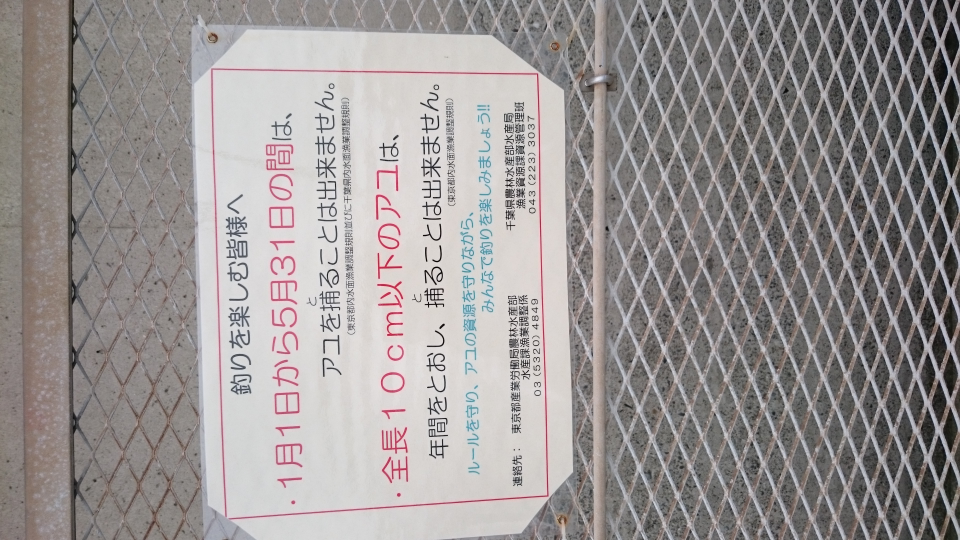 釣りを楽しむ皆様へ
・1月1日から5月31日の間は、
アユを捕ることは出来ません。
と
（東京都内水面漁業調整規則並びに千葉県内水面漁業調整規則）
・全長10cm以下のアユは、
年間をとおし、捕ることは出来ません。
と
（東京都内水面漁業調整規則）
ルールを守り、アユの資源を守りながら、
みんなで釣りを楽しみましょう!!
連絡先： 東京都産業労働局農林水産部
水産課漁業調整係
03（5320）4849
千葉県農林水産部水産局
漁業資源課資源管理班
043（223）3037